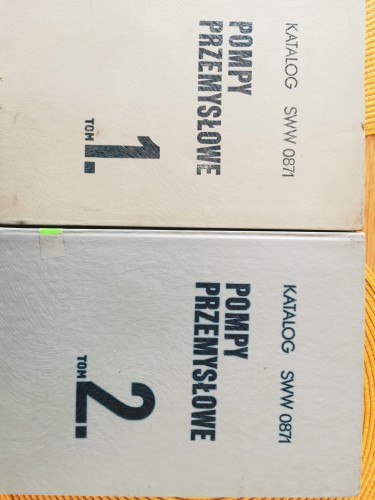 KATALOG SWW 0871
POMPY
PRZEMYSŁOWE
TOM 1.
KATALOG SWW 0871
POMPY
PRZEMYSŁOWE
TOM 2.